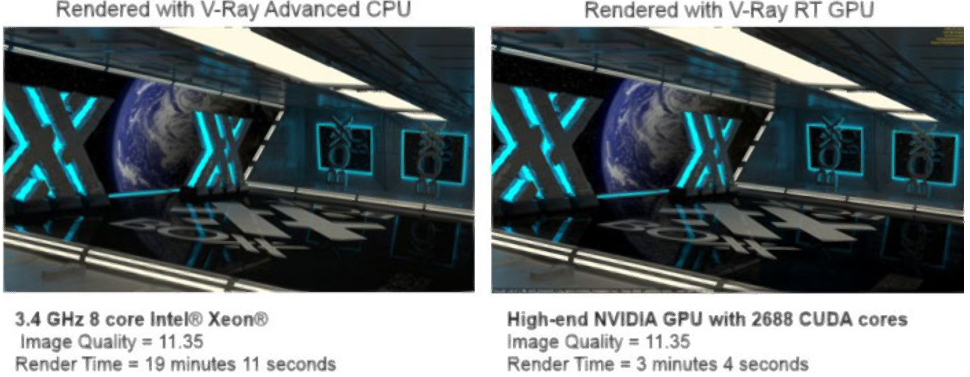 Rendered with V-Ray Advanced CPU
Rendered with V-Ray RT GPU
3.4 GHz 8 core Intel® Xeon®
Image Quality = 11.35
Render Time = 19 minutes 11 seconds
High-end NVIDIA GPU with 2688 CUDA cores
Image Quality = 11.35
Render Time = 3 minutes 4 seconds